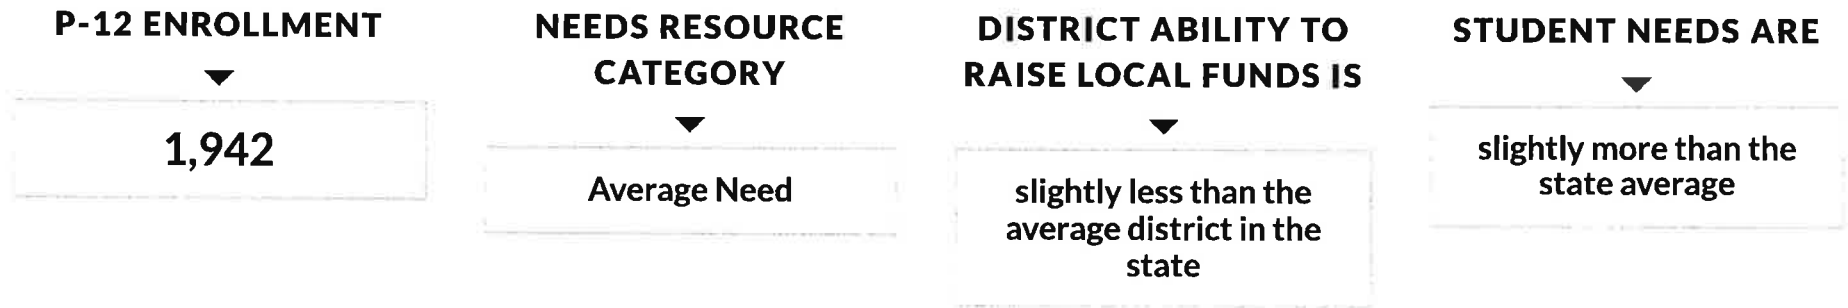 P-12 ENROLLMENT
1,942
NEEDS RESOURCE
CATEGORY
Average Need
DISTRICT ABILITY TO
RAISE LOCAL FUNDS IS
slightly less than the
average district in the
state
STUDENT NEEDS ARE
slightly more than the
state average